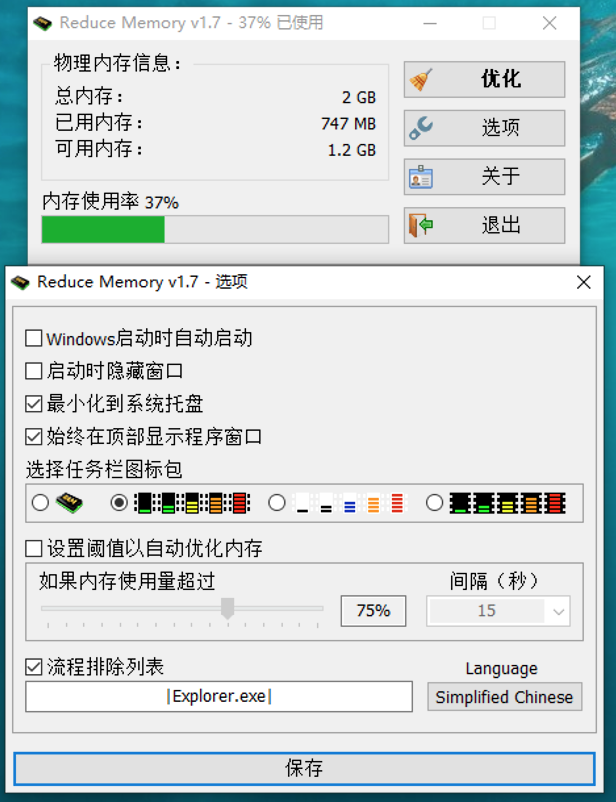 Reduce Memory v1.7 - 37% 已使用
物理内存信息：
总内存：
2 GB
已用内存：
747 MB
可用内存：
1.2 GB
内存使用率 37%
优化
选项
关于
退出
Reduce Memory v1.7 - 选项
Windows启动时自动启动
启动时隐藏窗口
最小化到系统托盘
始终在顶部显示程序窗口
选择任务栏图标包
设置阈值以自动优化内存
如果内存使用量超过
75%
间隔（秒）
15
流程排除列表
|Explorer.exe|
Language
Simplified Chinese
保存